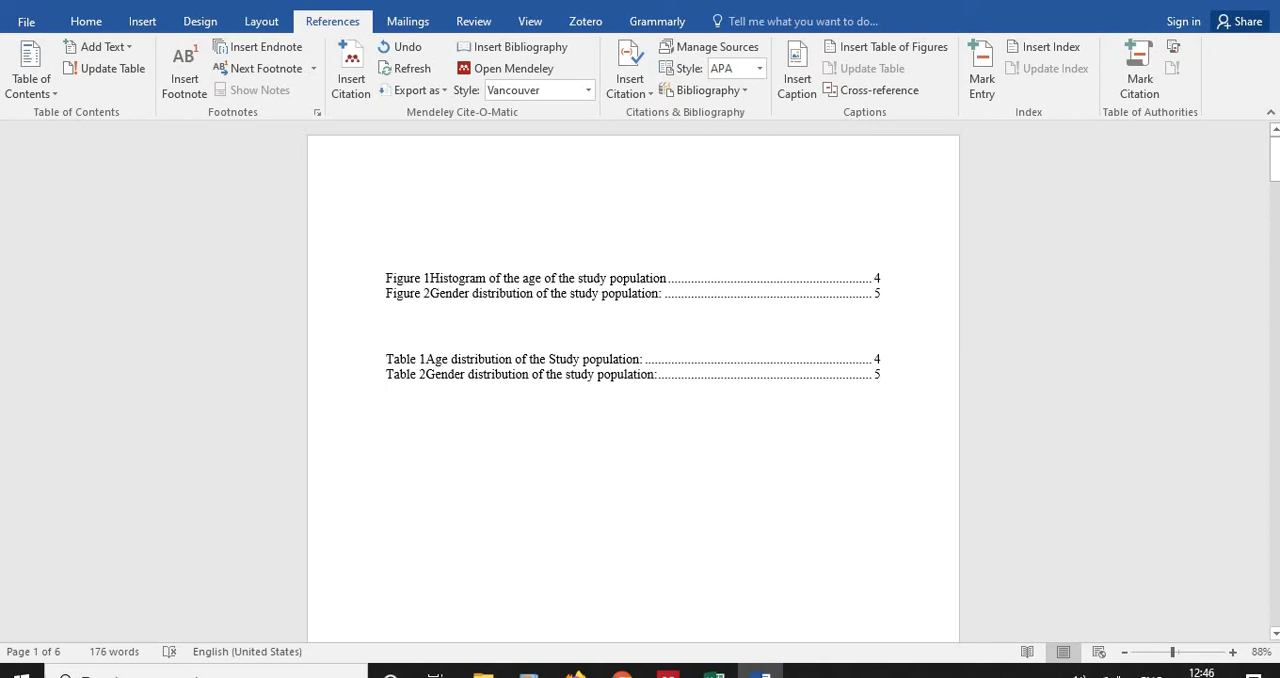 File Home Insert Design Layout References Mailings Review View Zotero Grammarly Tell me what you want to do... Sign in Share
Table of Contents
Add Text
Update Table
Table of Contents
AB1
Insert Footnote
Insert Endnote
Next Footnote
Show Notes
Footnotes
Insert Citation
Undo
Refresh
Export as
Insert Bibliography
Open Mendeley
Style: Vancouver
Mendeley Cite-O-Matic
Insert Citation
Manage Sources
Style: APA
Bibliography
Citations & Bibliography
Insert Caption
Insert Table of Figures
Update Table
Cross-reference
Captions
Mark Entry
Insert Index
Update Index
Index
Mark Citation
Table of Authorities
Figure 1Histogram of the age of the study population 4
Figure 2Gender distribution of the study population: 5
Table 1Age distribution of the Study population: 4
Table 2Gender distribution of the study population: 5
Page 1 of 6 176 words English (United States) 88%
12:46